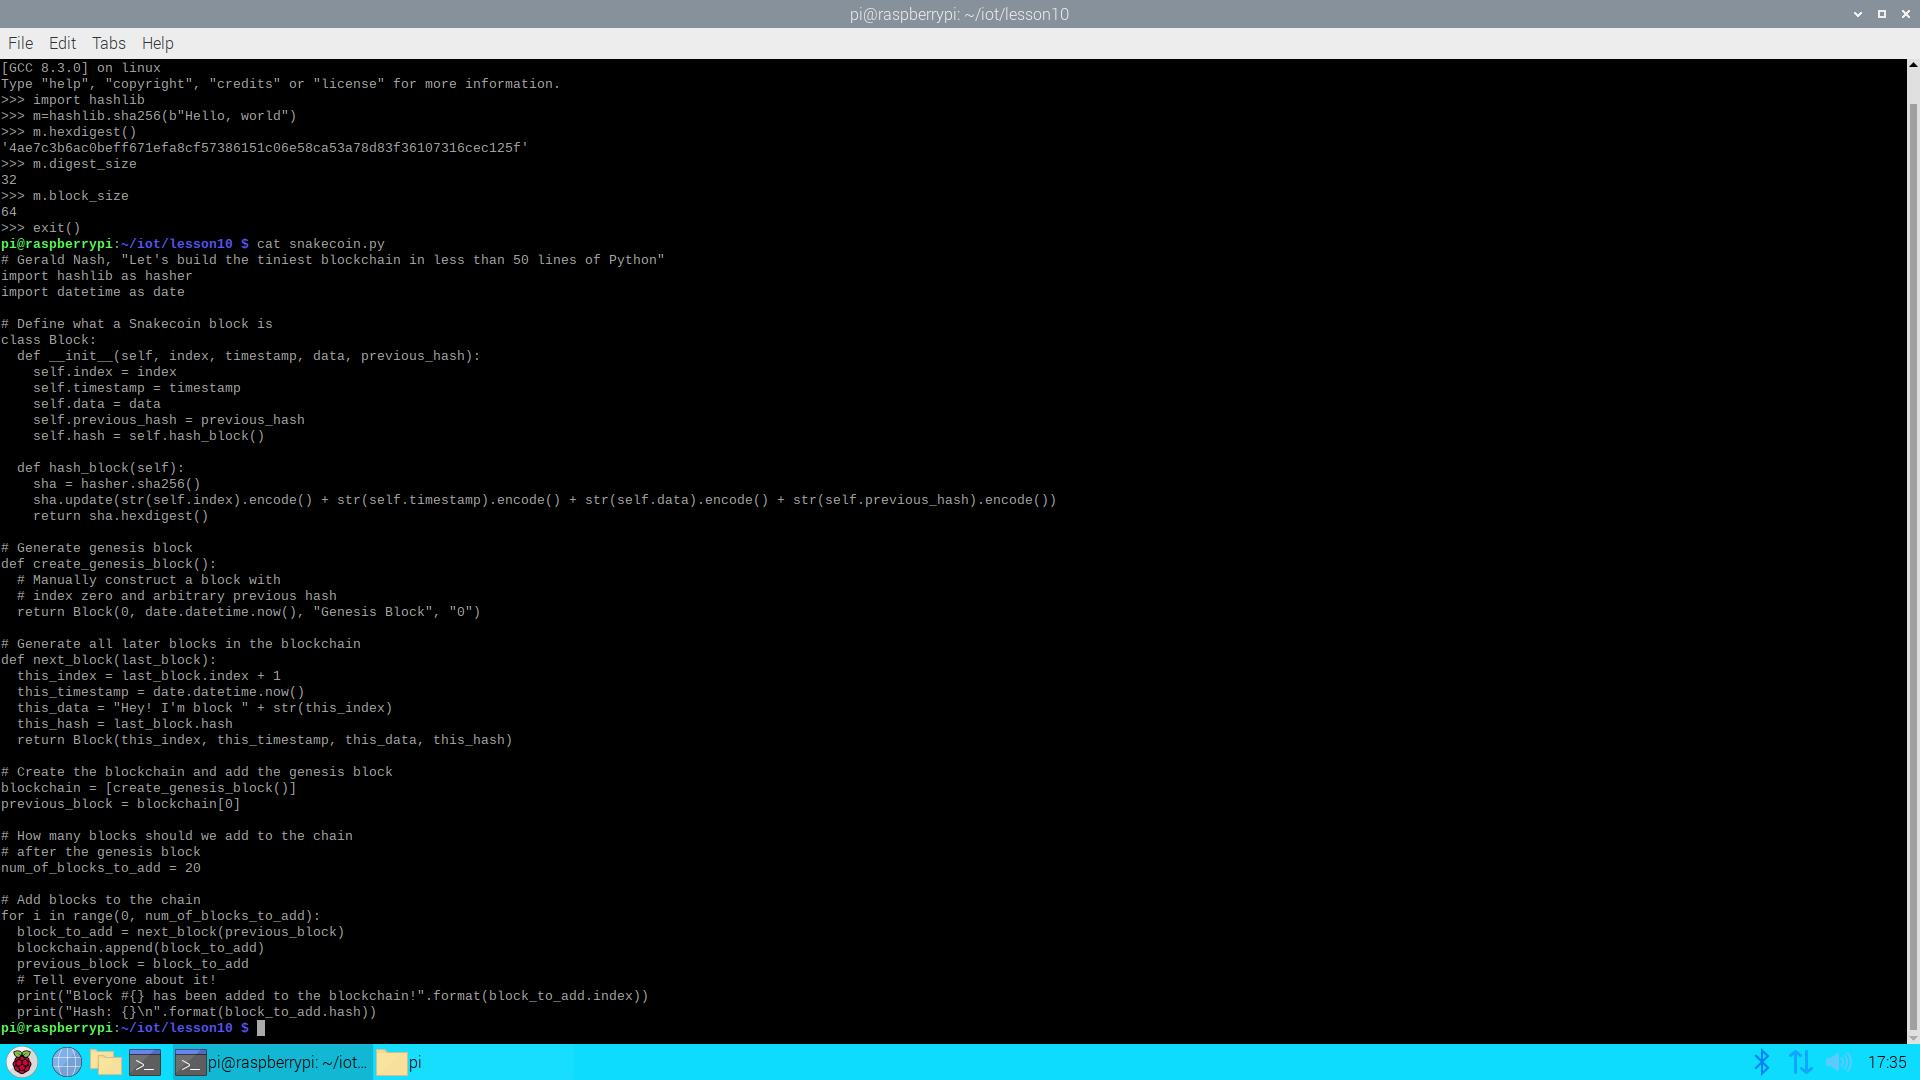 pi@raspberrypi: ~/iot/lesson10
File Edit Tabs Help
[GCC 8.3.0] on linux
Type "help", "copyright", "credits" or "license" for more information.
>>> import hashlib
>>> m=hashlib.sha256(b"Hello, world")
>>> m.hexdigest()
'4ae7c3b6ac0beff671efa8cf57386151c06e58ca53a78d83f36107316cec125f'
>>> m.digest_size
32
>>> m.block_size
64
>>> exit()
pi@raspberrypi:~/iot/lesson10 $ cat snakecoin.py
# Gerald Nash, "Let's build the tiniest blockchain in less than 50 lines of Python"
import hashlib as hasher
import datetime as date

# Define what a Snakecoin block is
class Block:
  def __init__(self, index, timestamp, data, previous_hash):
    self.index = index
    self.timestamp = timestamp
    self.data = data
    self.previous_hash = previous_hash
    self.hash = self.hash_block()

  def hash_block(self):
    sha = hasher.sha256()
    sha.update(str(self.index).encode() + str(self.timestamp).encode() + str(self.data).encode() + str(self.previous_hash).encode())
    return sha.hexdigest()

# Generate genesis block
def create_genesis_block():
  # Manually construct a block with
  # index zero and arbitrary previous hash
  return Block(0, date.datetime.now(), "Genesis Block", "0")

# Generate all later blocks in the blockchain
def next_block(last_block):
  this_index = last_block.index + 1
  this_timestamp = date.datetime.now()
  this_data = "Hey! I'm block " + str(this_index)
  this_hash = last_block.hash
  return Block(this_index, this_timestamp, this_data, this_hash)

# Create the blockchain and add the genesis block
blockchain = [create_genesis_block()]
previous_block = blockchain[0]

# How many blocks should we add to the chain
# after the genesis block
num_of_blocks_to_add = 20

# Add blocks to the chain
for i in range(0, num_of_blocks_to_add):
  block_to_add = next_block(previous_block)
  blockchain.append(block_to_add)
  previous_block = block_to_add
  # Tell everyone about it!
  print("Block #{} has been added to the blockchain!".format(block_to_add.index))
  print("Hash: {}\n".format(block_to_add.hash))
pi@raspberrypi:~/iot/lesson10 $
pi@raspberrypi: ~/iot... pi 17:35